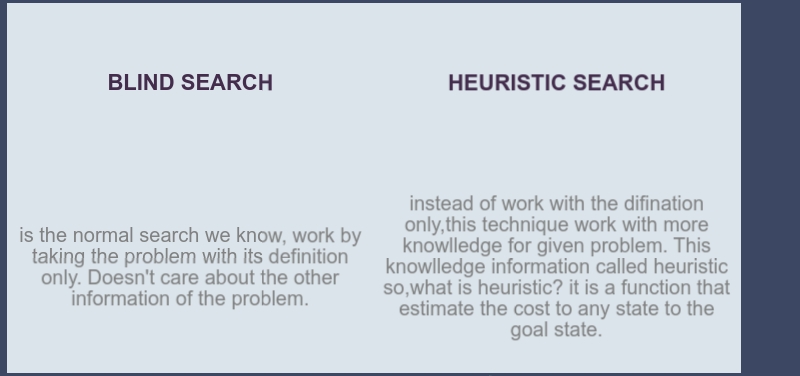 BLIND SEARCH
is the normal search we know, work by
taking the problem with its definition
only. Doesn't care about the other
information of the problem.
HEURISTIC SEARCH
instead of work with the difination
only,this technique work with more
knowlledge for given problem. This
knowlledge information called heuristic
so,what is heuristic? it is a function that
estimate the cost to any state to the
goal state.